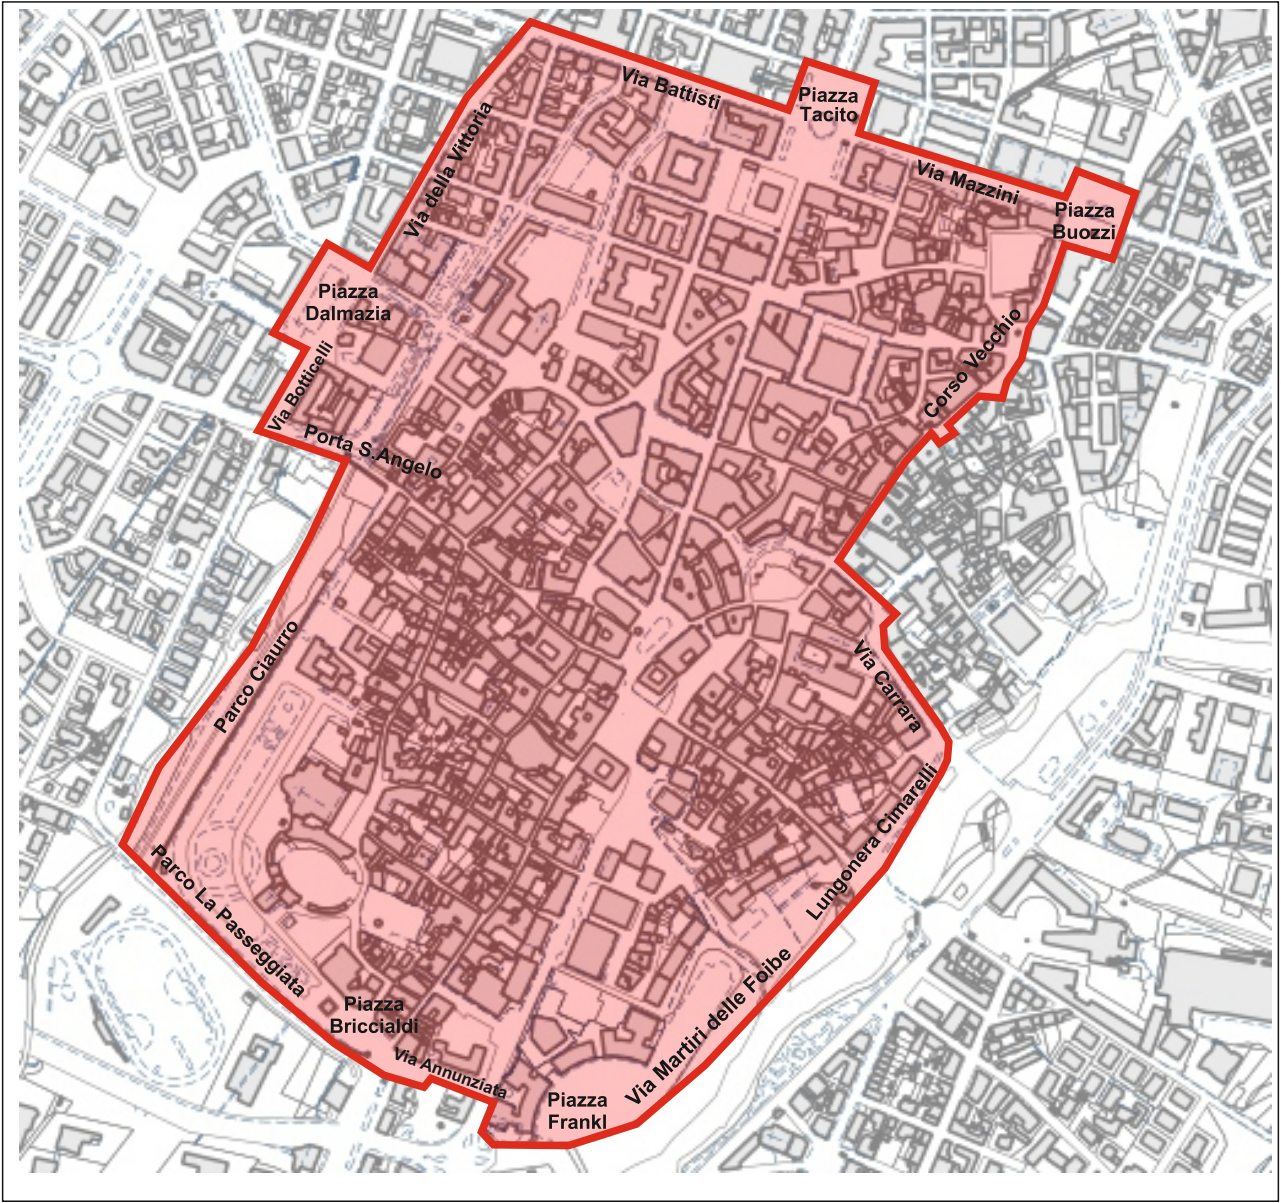 Via Battisti
Piazza
Tacito
Via della Vittoria
Via Mazzini
Piazza
Buozzi
Piazza
Dalmazia
Corso Vecchio
Via Botticelli
Porta S.Angelo
Parco Ciaurro
Via Carrara
Lungonera Cimarelli
Parco La Passeggiata
Via Martiri delle Foibe
Piazza
Briccialdi
Via Annunziata
Piazza
Frankl